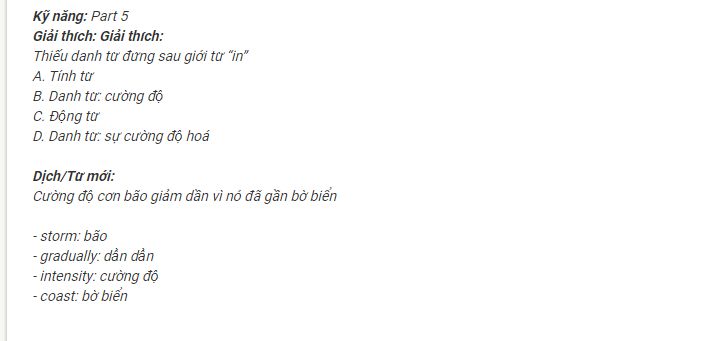 Kỹ năng: Part 5
Giải thích: Giải thích:
Thiếu danh từ đứng sau giới từ “in”
A. Tính từ
B. Danh từ: cường độ
C. Động từ
D. Danh từ: sự cường độ hoá
Dịch/Từ mới:
Cường độ cơn bão giảm dần vì nó đã gần bờ biển
- storm: bão
- gradually: dần dần
- intensity: cường độ
- coast: bờ biển